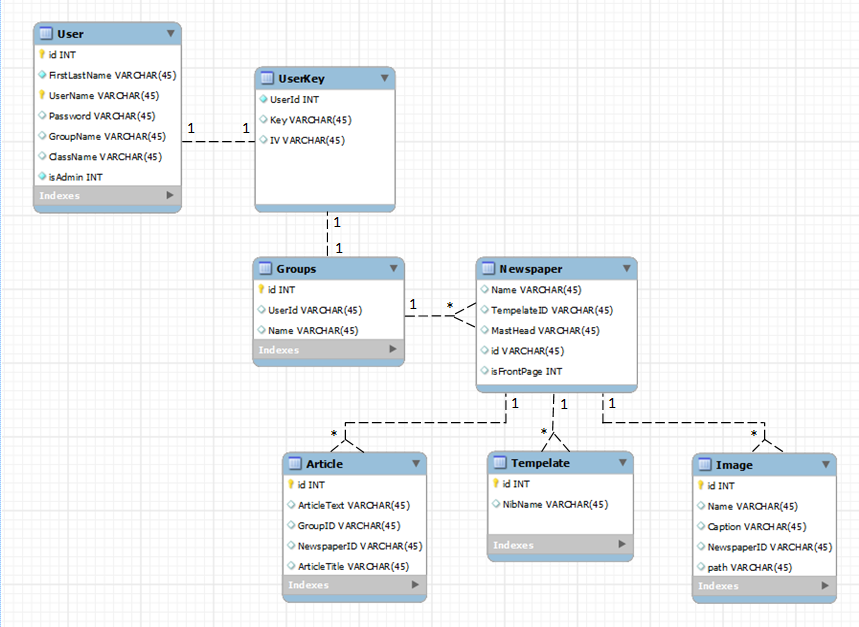 User
id INT
FirstLastName VARCHAR(45)
UserName VARCHAR(45)
Password VARCHAR(45)
GroupName VARCHAR(45)
ClassName VARCHAR(45)
isAdmin INT
Indexes
1
1
UserKey
UserId INT
Key VARCHAR(45)
IV VARCHAR(45)
1
1
Groups
id INT
UserId VARCHAR(45)
Name VARCHAR(45)
Indexes
1
*
Newspaper
Name VARCHAR(45)
TempelateID VARCHAR(45)
MastHead VARCHAR(45)
id VARCHAR(45)
isFrontPage INT
1
1
1
*
*
*
Article
id INT
ArticleText VARCHAR(45)
GroupID VARCHAR(45)
NewspaperID VARCHAR(45)
ArticleTitle VARCHAR(45)
Indexes
Tempelate
id INT
NibName VARCHAR(45)
Indexes
Image
id INT
Name VARCHAR(45)
Caption VARCHAR(45)
NewspaperID VARCHAR(45)
path VARCHAR(45)
Indexes